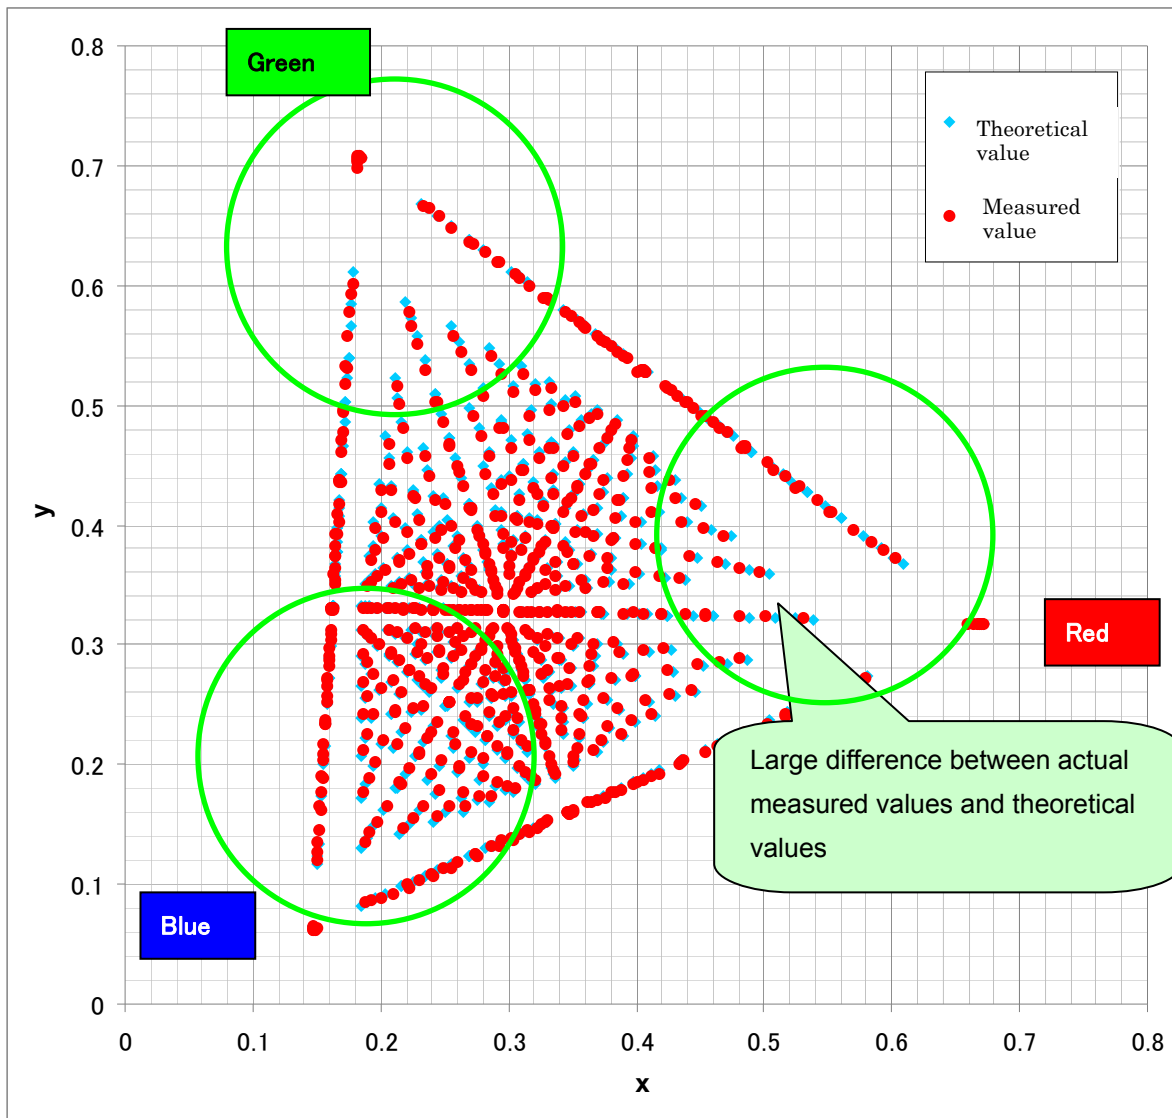 Green
Theoretical
value
Measured
value
Red
Large difference between actual
measured values and theoretical
values
Blue
y
0.8
0.7
0.6
0.5
0.4
0.3
0.2
0.1
0
0 0.1 0.2 0.3 0.4 0.5 0.6 0.7 0.8
x